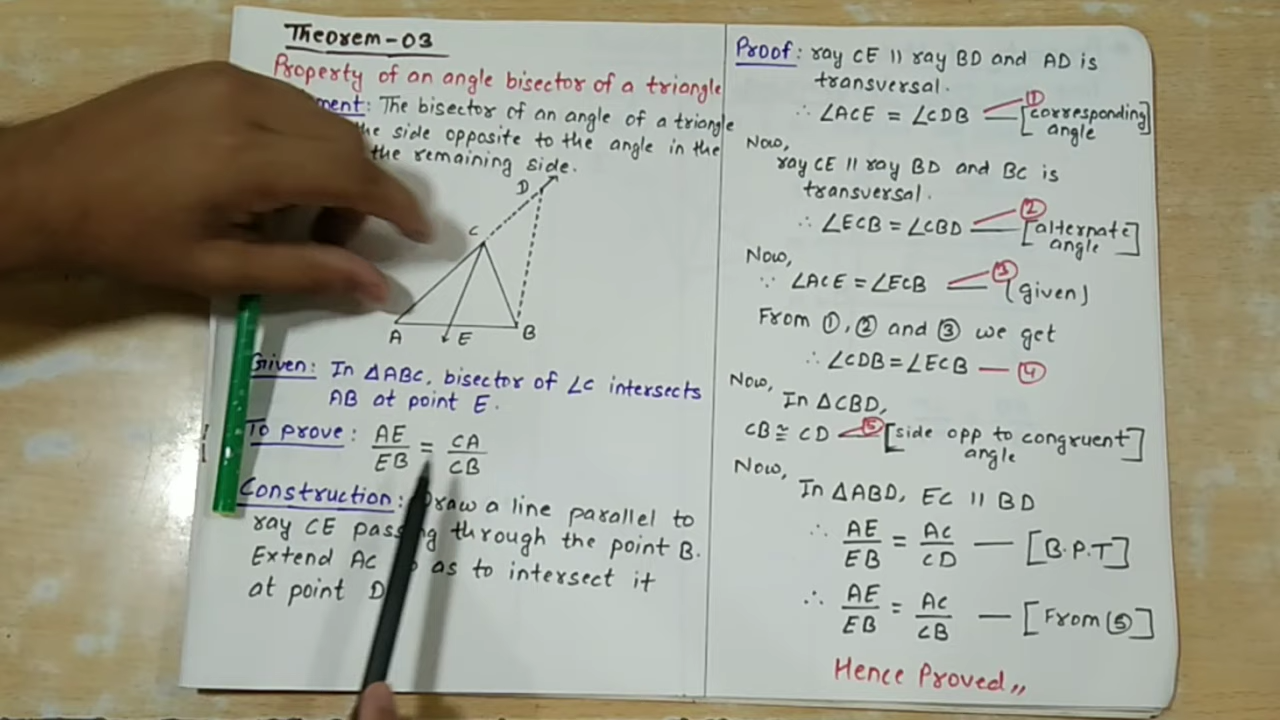 Theorem-03
Property of an angle bisector of a triangle
ment: The bisector of an angle of a triangle
the side opposite to the angle in the
the remaining side.
D
C
A E B
Given: In △ABC, bisector of ∠C intersects
AB at point E.
To prove: AE/EB = CA/CB
Construction: Draw a line parallel to
ray CE through the point B.
Extend AC as to intersect it
at point D
Proof: ray CE || ray BD and AD is
transversal.
∴ ∠ACE = ∠CDB — ① [corresponding angle]
Now,
ray CE || ray BD and BC is
transversal.
∴ ∠ECB = ∠CBD — ② [alternate angle]
Now,
∵ ∠ACE = ∠ECB — ③ (given)
From ①, ② and ③ we get
∴ ∠CDB = ∠ECB — ④
Now,
In △CBD,
CB ≅ CD — ⑤ [side opp to congruent angle]
Now,
In △ABD, EC || BD
∴ AE/EB = AC/CD — [B.P.T]
∴ AE/EB = AC/CB — [From ⑤]
Hence Proved,,